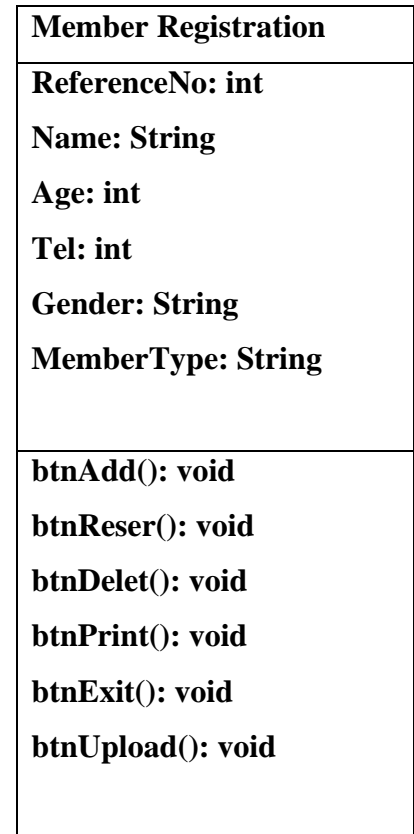 Member Registration
ReferenceNo: int
Name: String
Age: int
Tel: int
Gender: String
MemberType: String
btnAdd(): void
btnReser(): void
btnDelet(): void
btnPrint(): void
btnExit(): void
btnUpload(): void